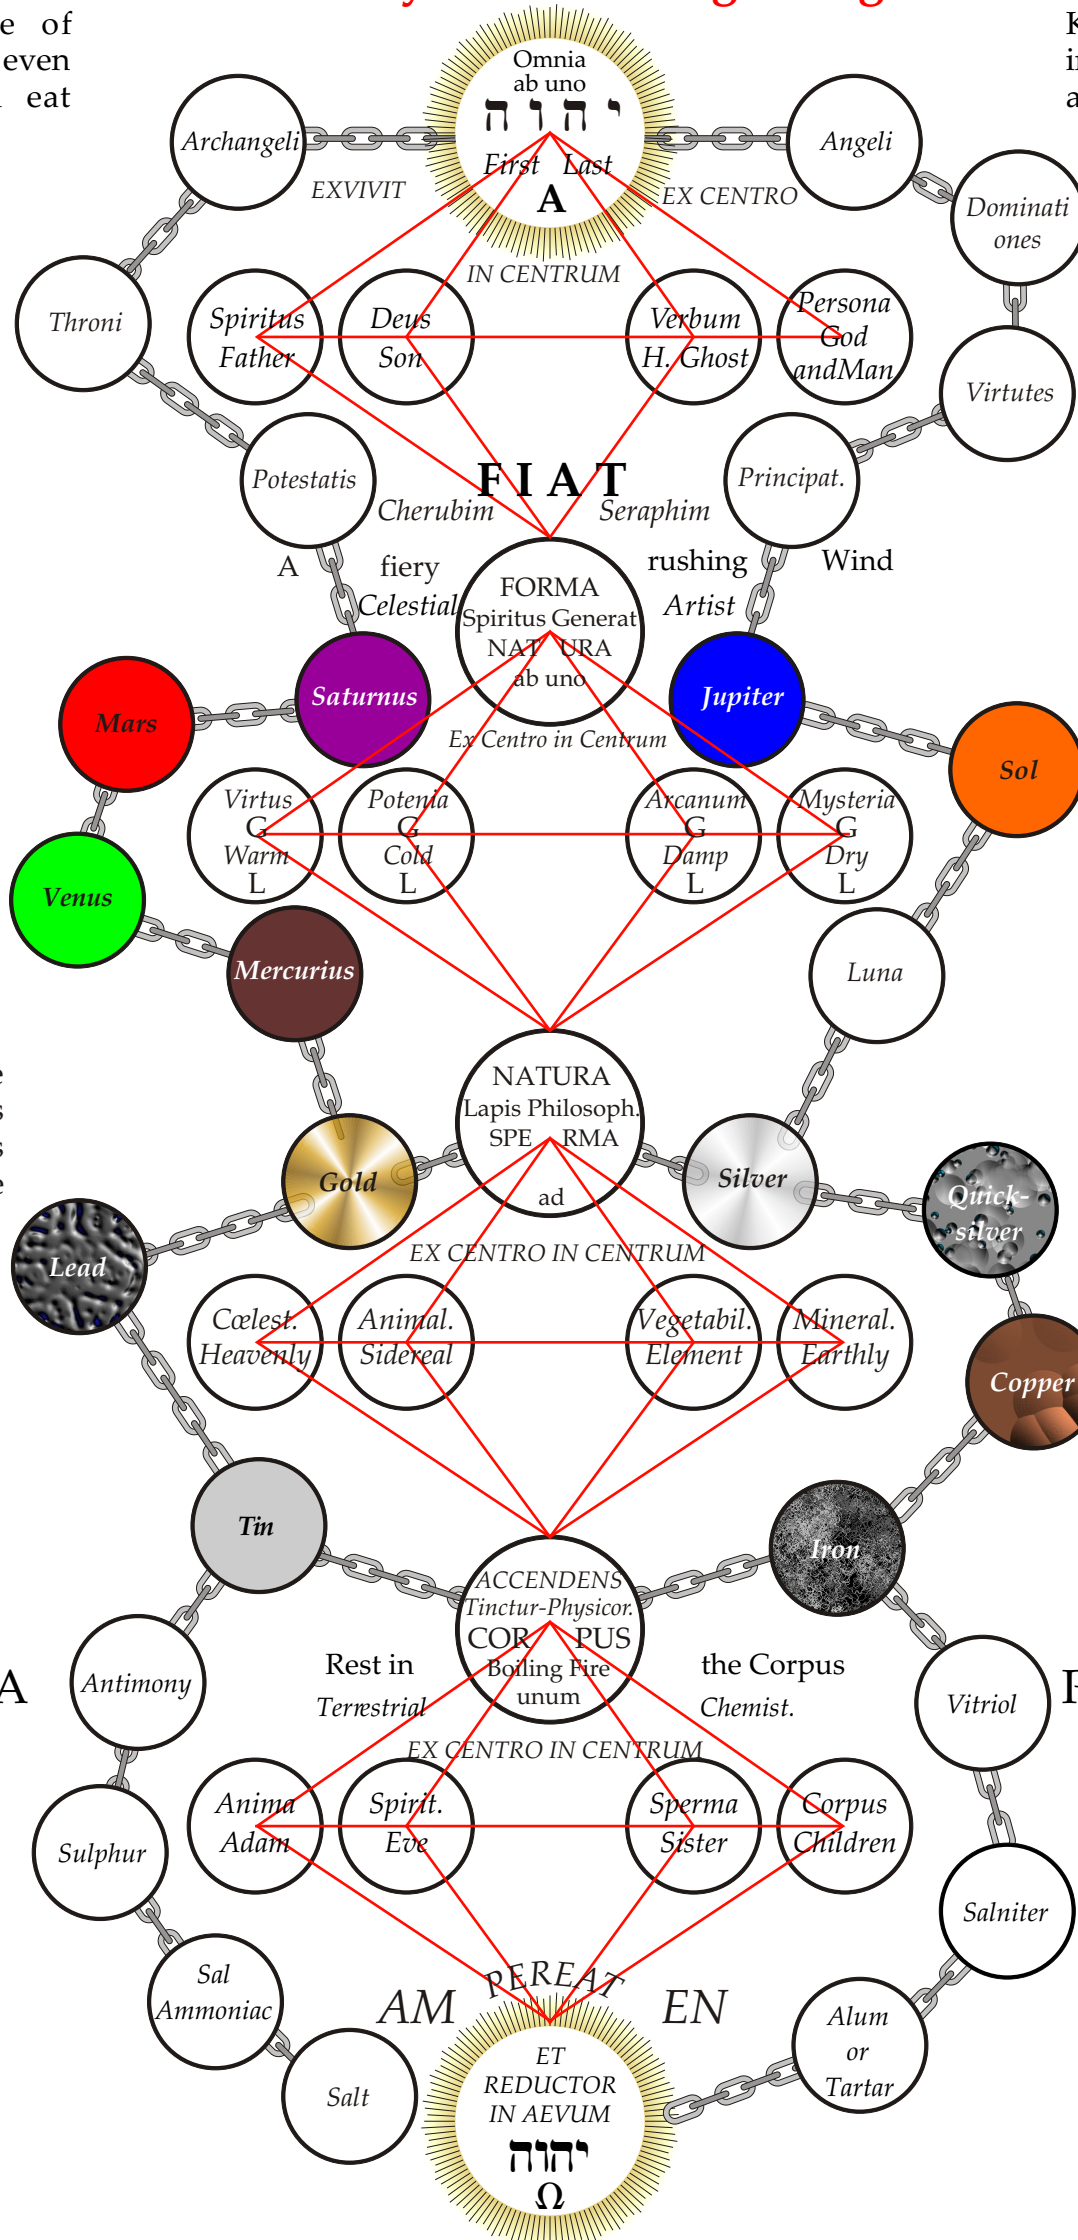 e of
even
eat
Omnia
ab uno
י ה ו ה
First Last
A
Archangeli
Angeli
EXVIVIT
EX CENTRO
Dominati
ones
IN CENTRUM
Throni
Spiritus
Father
Deus
Son
Verbum
H. Ghost
Persona
God
andMan
Virtutes
Potestatis
FIAT
Principat.
Cherubim
Seraphim
A fiery
rushing Wind
Celestial
Artist
FORMA
Spiritus Generat
NAT URA
ab uno
Saturnus
Jupiter
Mars
Sol
Ex Centro in Centrum
Virtus
G
Warm
L
Potenia
G
Cold
L
Arcanum
G
Damp
L
Mysteria
G
Dry
L
Venus
Mercurius
Luna
NATURA
Lapis Philosoph.
SPE RMA
ad
e
s
s
e
Gold
Silver
Quick-
silver
Lead
EX CENTRO IN CENTRUM
Cœlest.
Heavenly
Animal.
Sidereal
Vegetabil.
Element
Mineral.
Earthly
Copper
Tin
Iron
ACCENDENS
Tinctur-Physicor.
COR PUS
Boiling Fire
unum
Rest in
the Corpus
Terrestrial
Chemist.
A
Antimony
Vitriol
EX CENTRO IN CENTRUM
Anima
Adam
Spirit.
Eve
Sperma
Sister
Corpus
Children
Sulphur
Salniter
Sal
Ammoniac
PEREAT
AM EN
Alum
or
Tartar
Salt
ET
REDUCTOR
IN AEVUM
יהוה
Ω